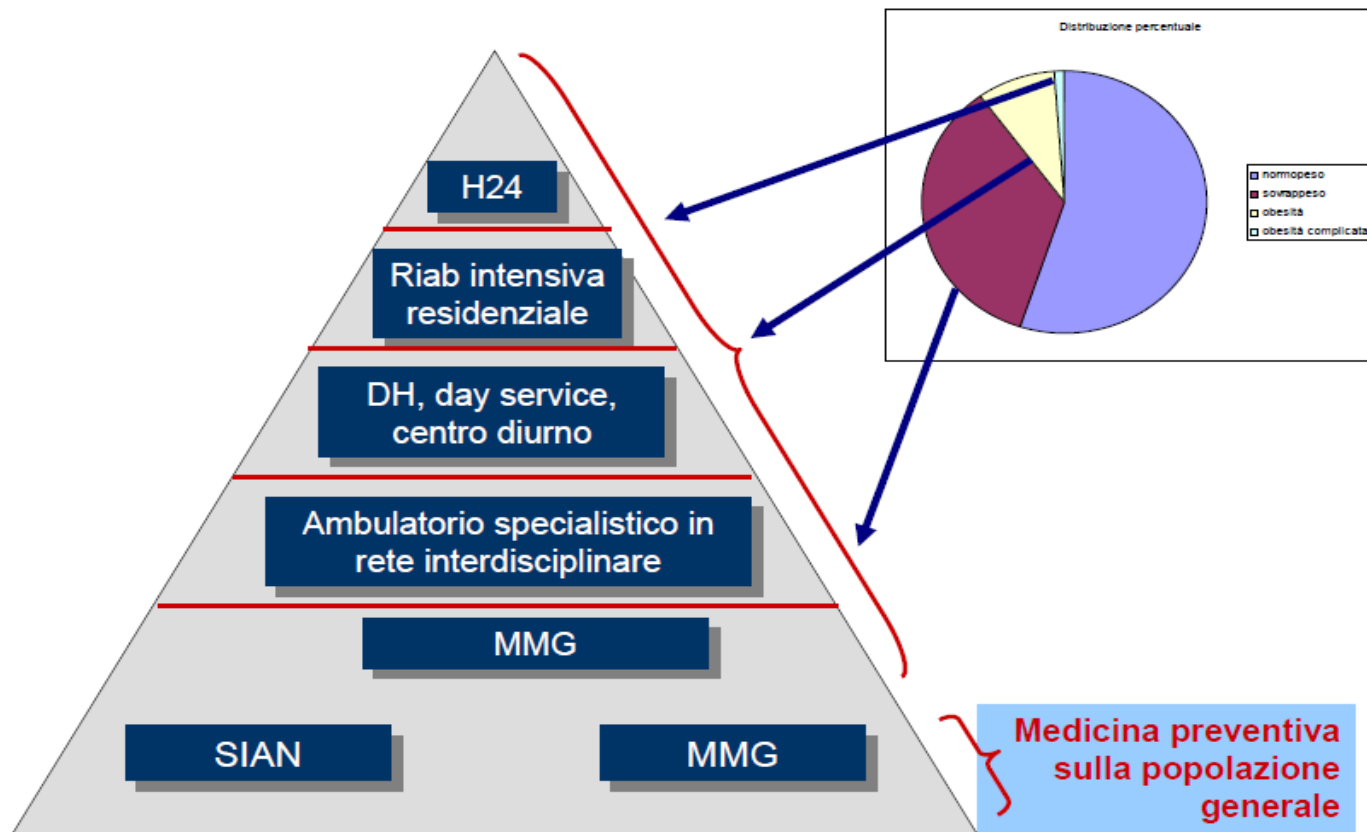 Distribuzione percentuale
normopeso
sovrappeso
obesità
obesità complicata
H24
Riab intensiva
residenziale
DH, day service,
centro diurno
Ambulatorio specialistico in
rete interdisciplinare
MMG
SIAN
MMG
Medicina preventiva
sulla popolazione
generale